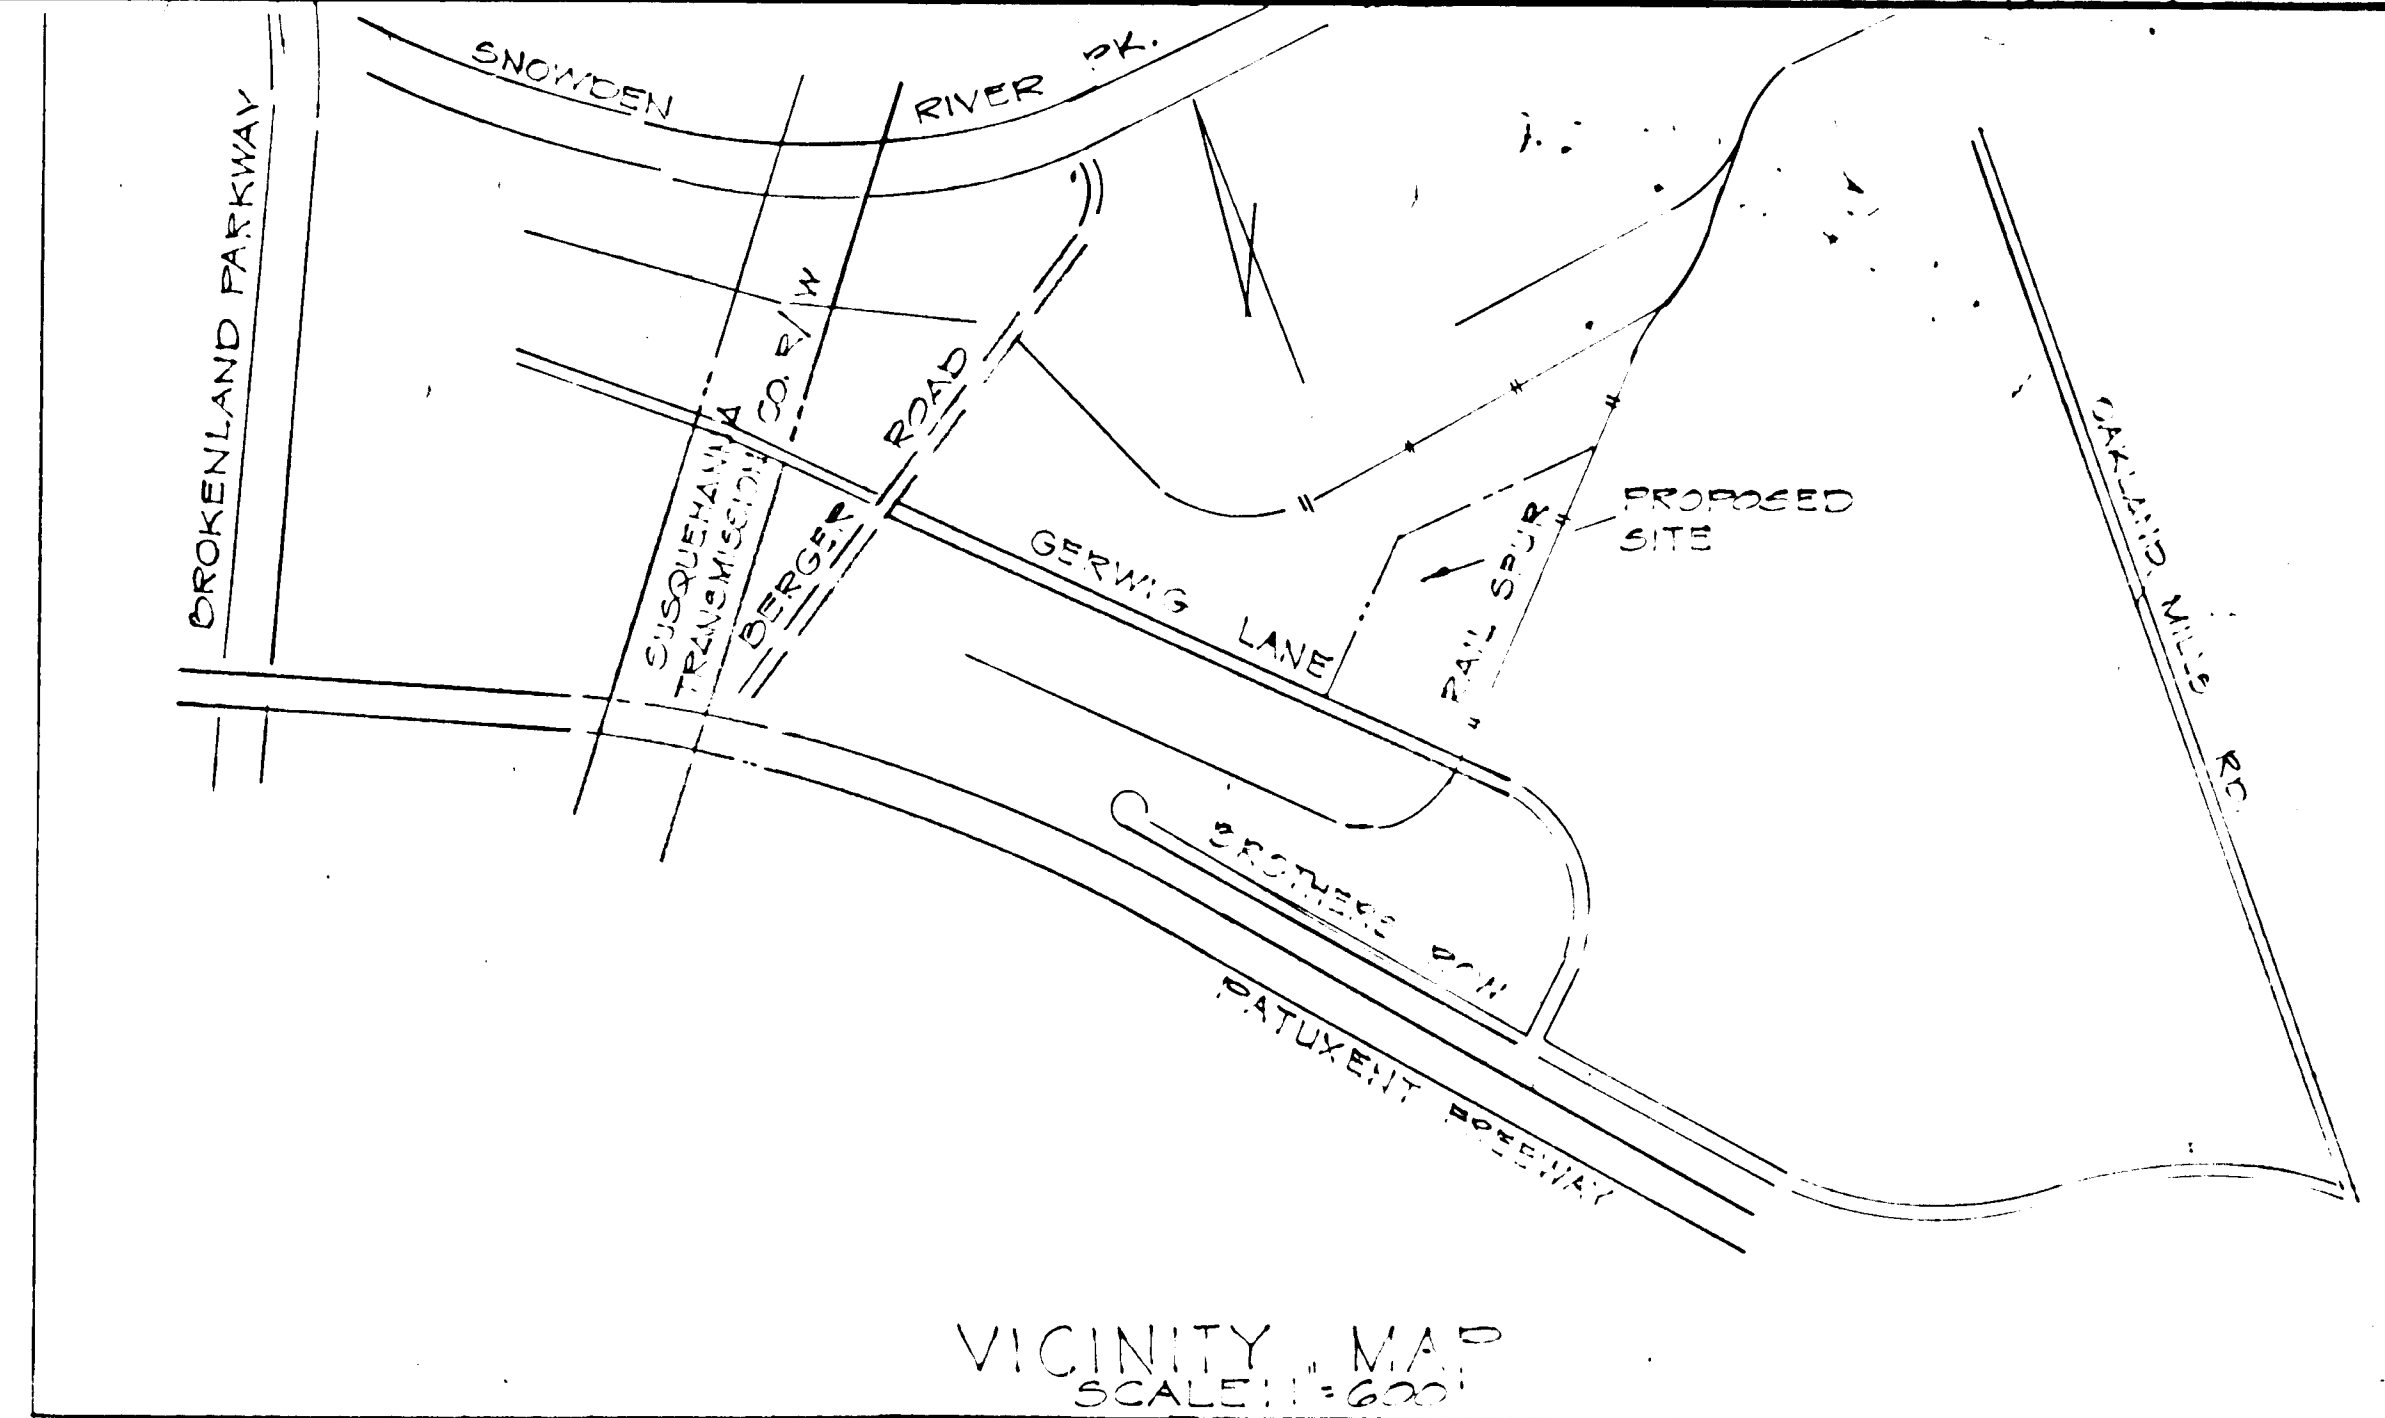 SNOWDEN RIVER PK.
BROKENLAND PARKWAY
SUSQUEHANNA
TRANSMISSION CO. R/W
BERGER ROAD
GERWIG LANE
RAIL SPUR
PROPOSED
SITE
OAKLAND MILLS RD.
BROTHERS ROW
PATUXENT FREEWAY
VICINITY MAP
SCALE: 1"=600'